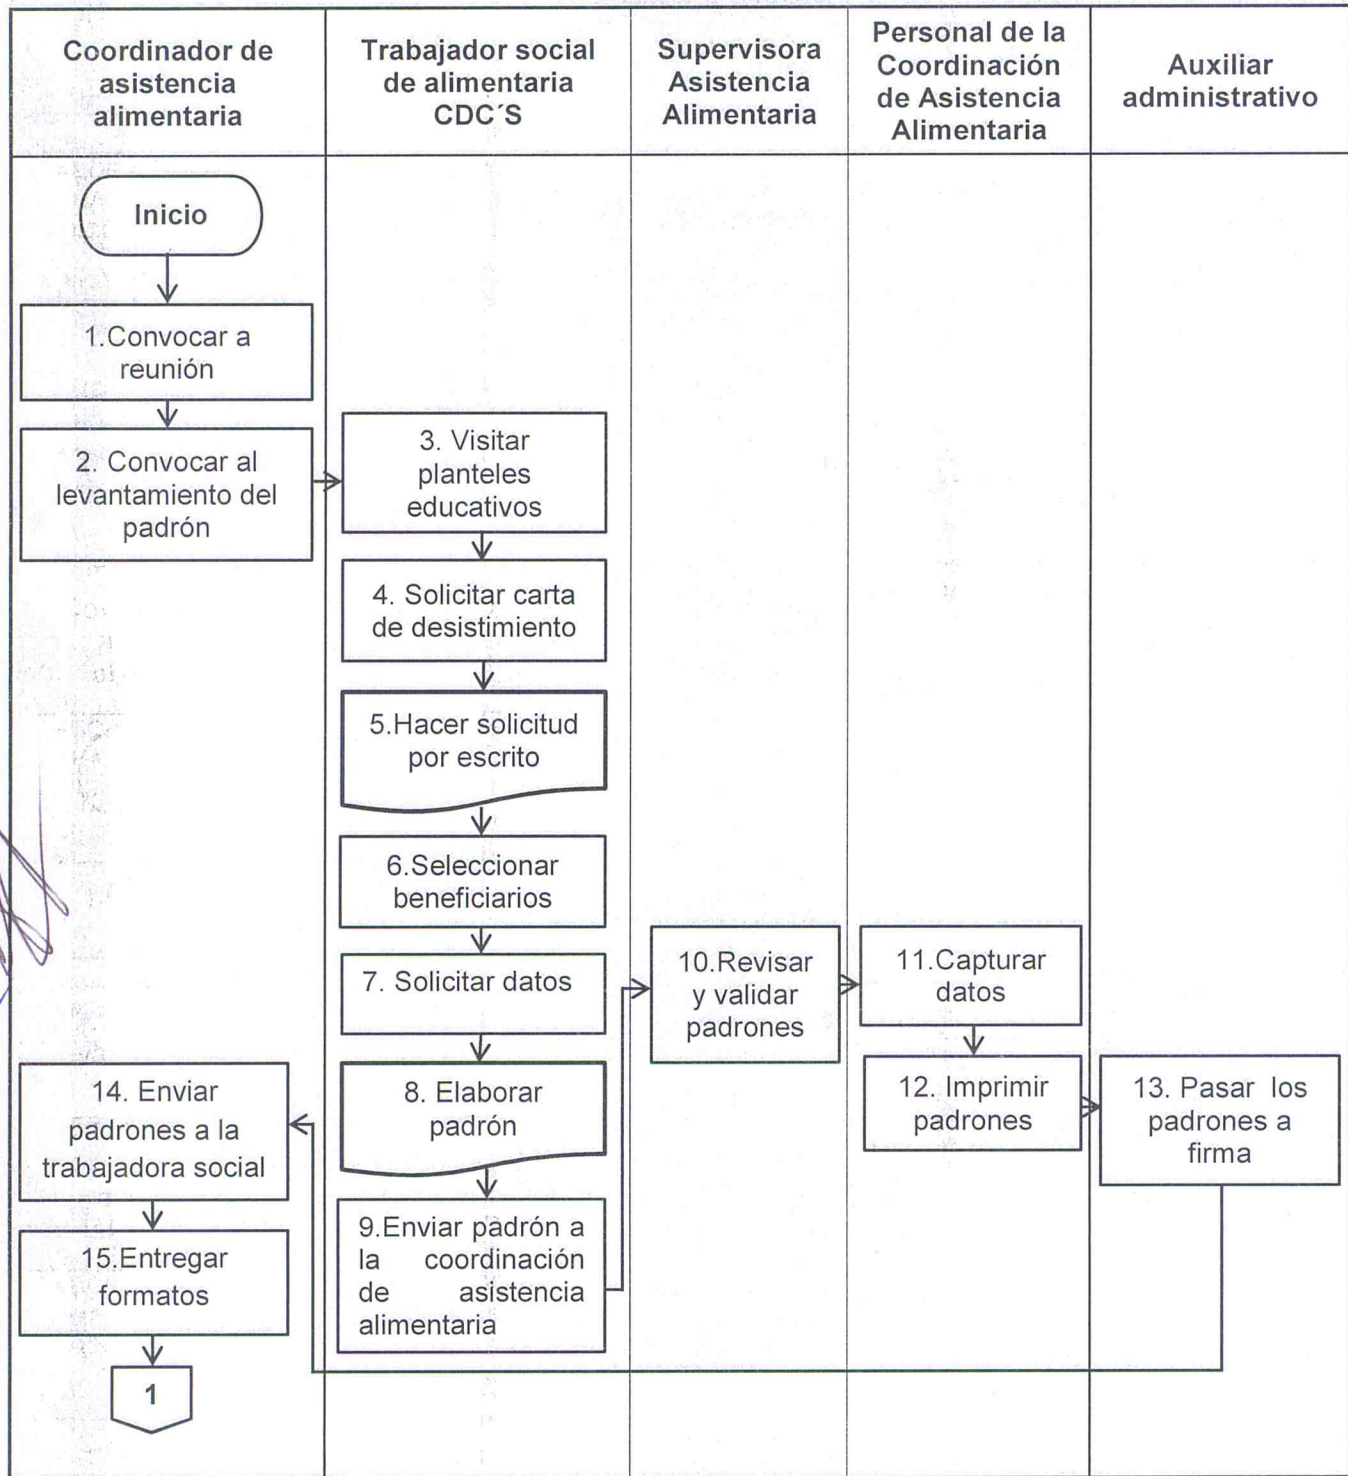 Coordinador de
asistencia
alimentaria
Trabajador social
de alimentaria
CDC´S
Supervisora
Asistencia
Alimentaria
Personal de la
Coordinación
de Asistencia
Alimentaria
Auxiliar
administrativo
Inicio
1.Convocar a
reunión
2. Convocar al
levantamiento del
padrón
3. Visitar
planteles
educativos
4. Solicitar carta
de desistimiento
5.Hacer solicitud
por escrito
6.Seleccionar
beneficiarios
7. Solicitar datos
8. Elaborar
padrón
9.Enviar padrón a
la coordinación
de asistencia
alimentaria
10.Revisar
y validar
padrones
11.Capturar
datos
12. Imprimir
padrones
13. Pasar los
padrones a
firma
14. Enviar
padrones a la
trabajadora social
15.Entregar
formatos
1